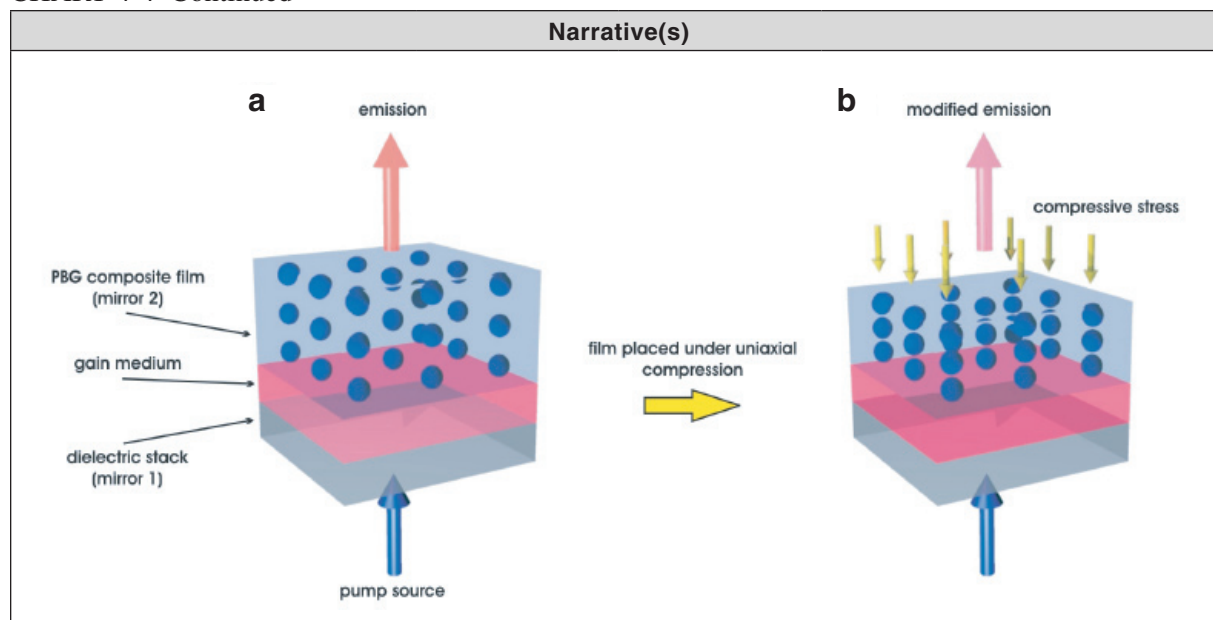 Narrative(s)
a
emission
PBG composite film
(mirror 2)
gain medium
dielectric stack
(mirror 1)
pump source
film placed under uniaxial
compression
b
modified emission
compressive stress